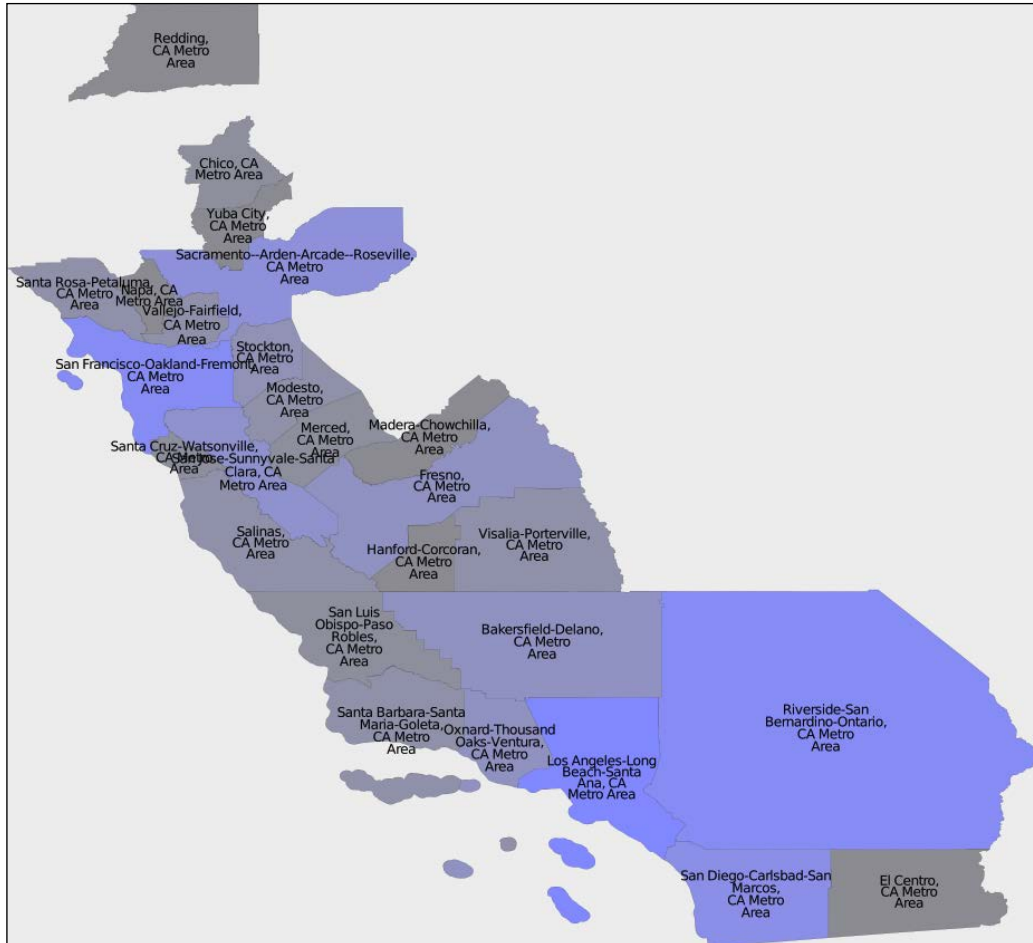 Redding,
CA Metro
Area
Chico, CA
Metro Area
Yuba City,
CA Metro
Area
Sacramento--Arden-Arcade--Roseville,
CA Metro
Area
Santa Rosa-Petaluma,
CA Metro
Area
Napa, CA
Metro Area
Vallejo-Fairfield,
CA Metro
Area
San Francisco-Oakland-Fremont,
CA Metro
Area
Stockton,
CA Metro
Area
Modesto,
CA Metro
Area
Merced,
CA Metro
Area
Madera-Chowchilla,
CA Metro
Area
Santa Cruz-Watsonville,
CA Metro
Area
San Jose-Sunnyvale-Santa
Clara, CA
Metro Area
Fresno,
CA Metro
Area
Salinas,
CA Metro
Area
Hanford-Corcoran,
CA Metro
Area
Visalia-Porterville,
CA Metro
Area
San Luis
Obispo-Paso
Robles,
CA Metro
Area
Bakersfield-Delano,
CA Metro
Area
Santa Barbara-Santa
Maria-Goleta,
CA Metro
Area
Oxnard-Thousand
Oaks-Ventura,
CA Metro
Area
Los Angeles-Long
Beach-Santa
Ana, CA
Metro Area
Riverside-San
Bernardino-Ontario,
CA Metro
Area
San Diego-Carlsbad-San
Marcos,
CA Metro
Area
El Centro,
CA Metro
Area